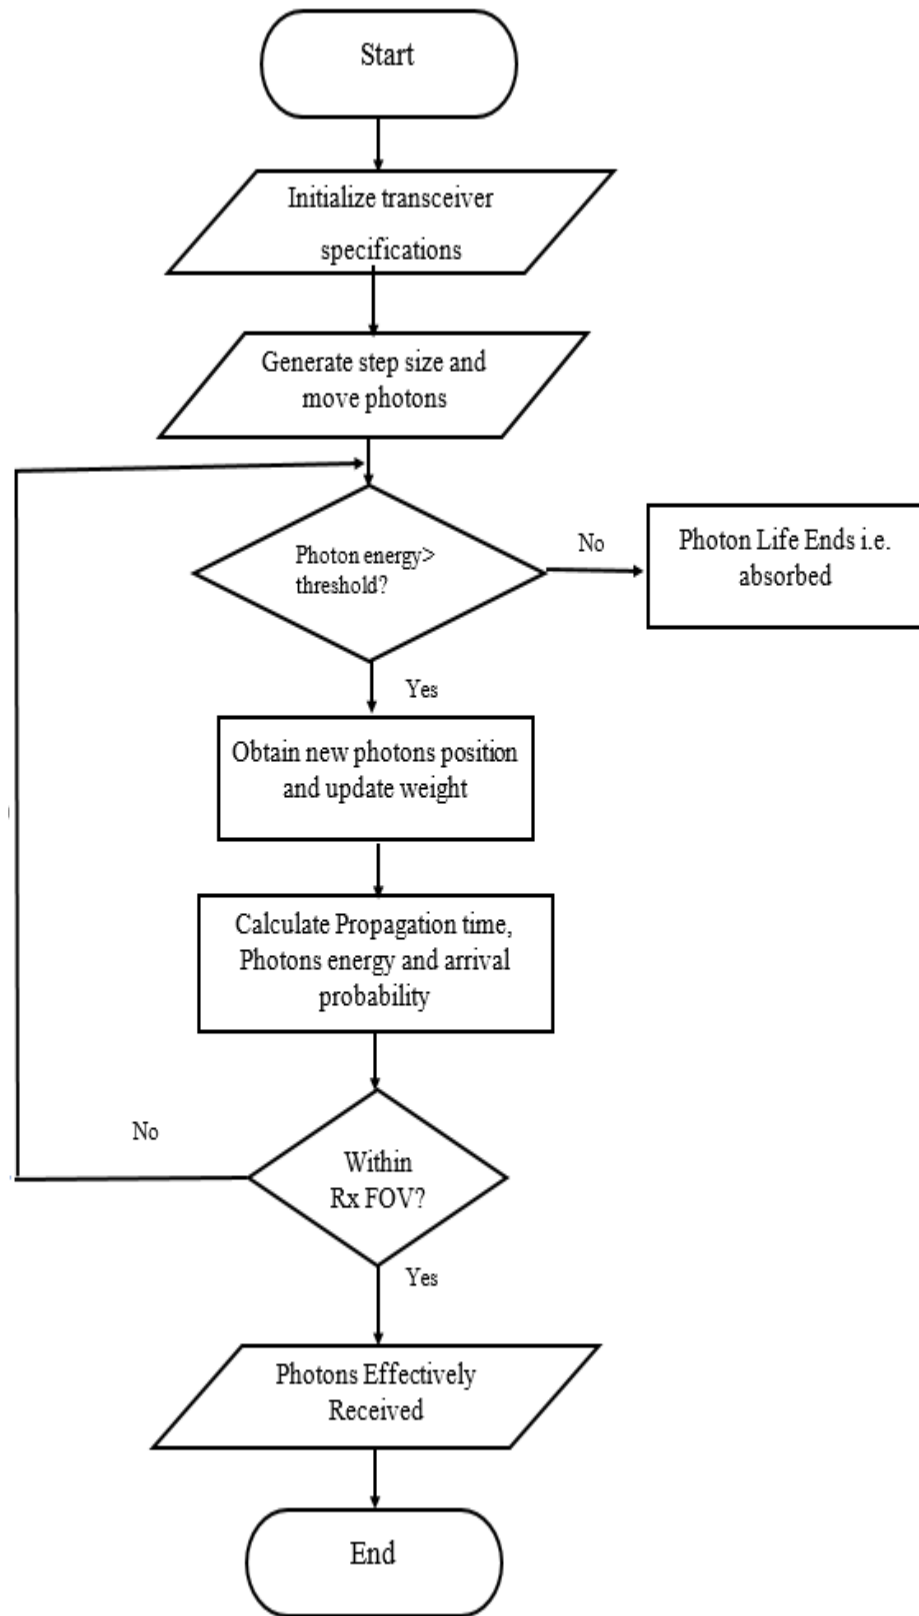 Start
Initialize transceiver
specifications
Generate step size and
move photons
Photon energy>
threshold?
No
Photon Life Ends i.e.
absorbed
Yes
Obtain new photons position
and update weight
Calculate Propagation time,
Photons energy and arrival
probability
No
Within
Rx FOV?
Yes
Photons Effectively
Received
End